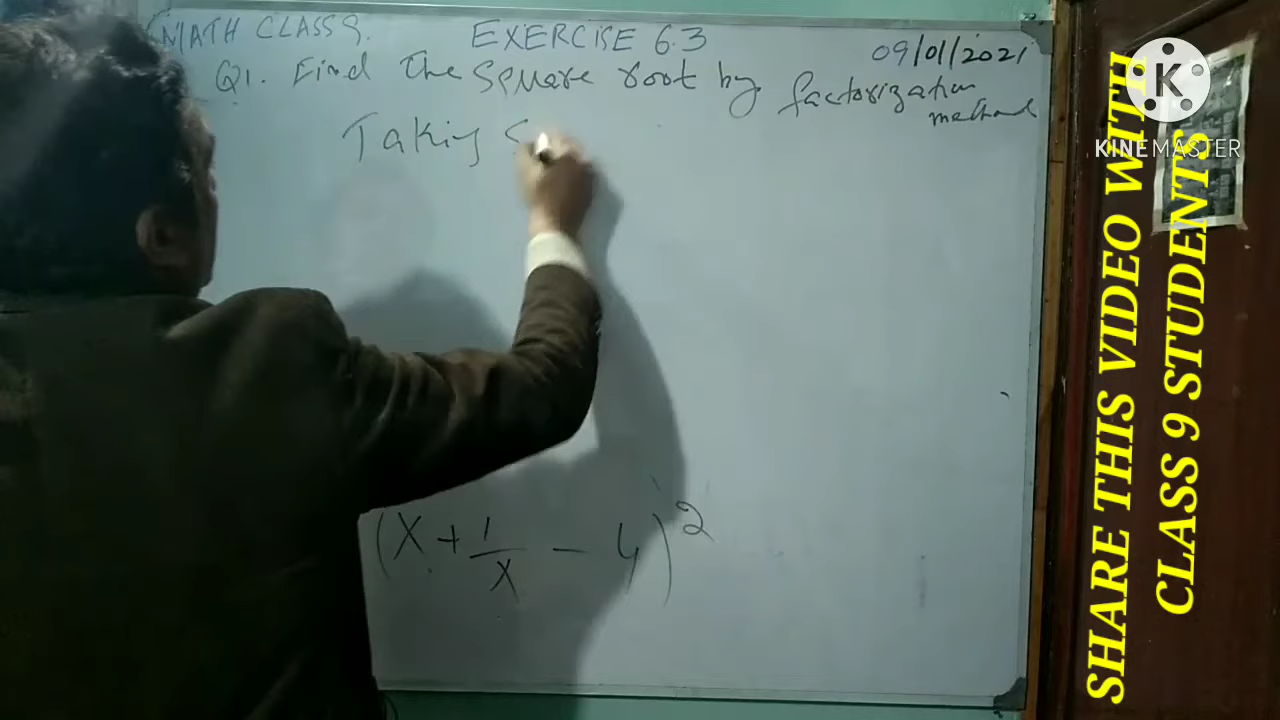 MATH CLASS 9.
EXERCISE 6.3
09/01/2021
Q1. Find the square root by factorization
method
Taking S
(x + 1/x - 4)^2
K
KINEMASTER
SHARE THIS VIDEO WITH
CLASS 9 STUDENTS